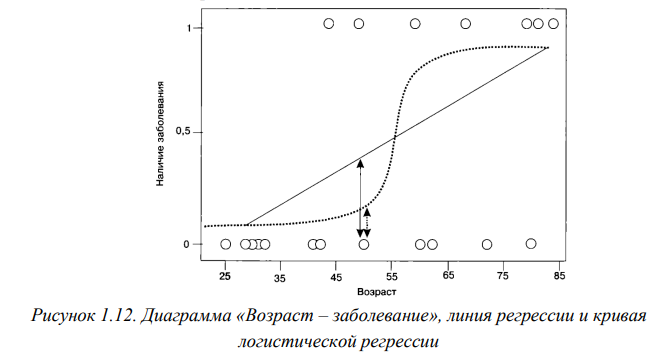 1
0,5
0
Наличие заболевания
25 35 45 55 65 75 85
Возраст
Рисунок 1.12. Диаграмма «Возраст – заболевание», линия регрессии и кривая
логистической регрессии